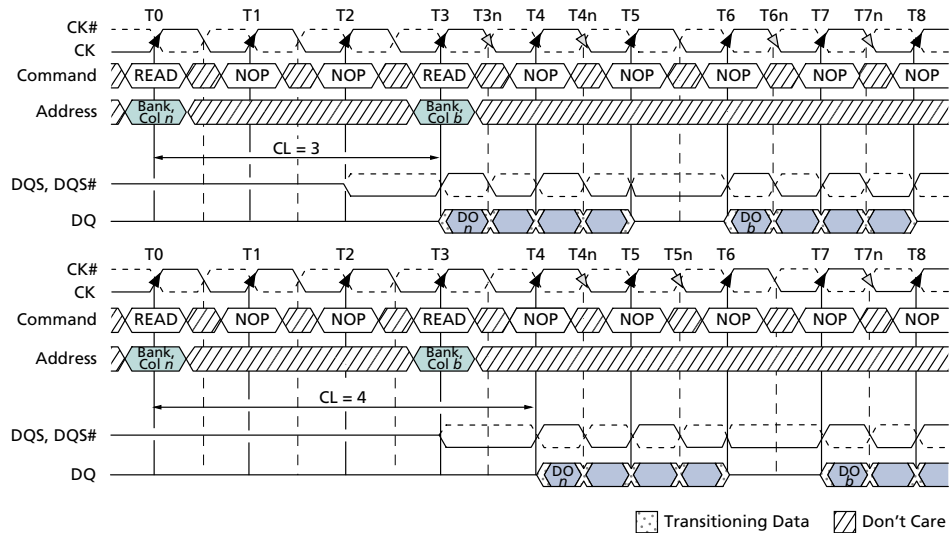 T0 T1 T2 T3 T3n T4 T4n T5 T6 T6n T7 T7n T8
CK#
CK
Command READ NOP NOP READ NOP NOP NOP NOP NOP
Address Bank, Col n Bank, Col b
CL = 3
DQS, DQS#
DQ DO n DO b
T0 T1 T2 T3 T4 T4n T5 T5n T6 T7 T7n T8
CK#
CK
Command READ NOP NOP READ NOP NOP NOP NOP NOP
Address Bank, Col n Bank, Col b
CL = 4
DQS, DQS#
DQ DO n DO b
Transitioning Data Don't Care